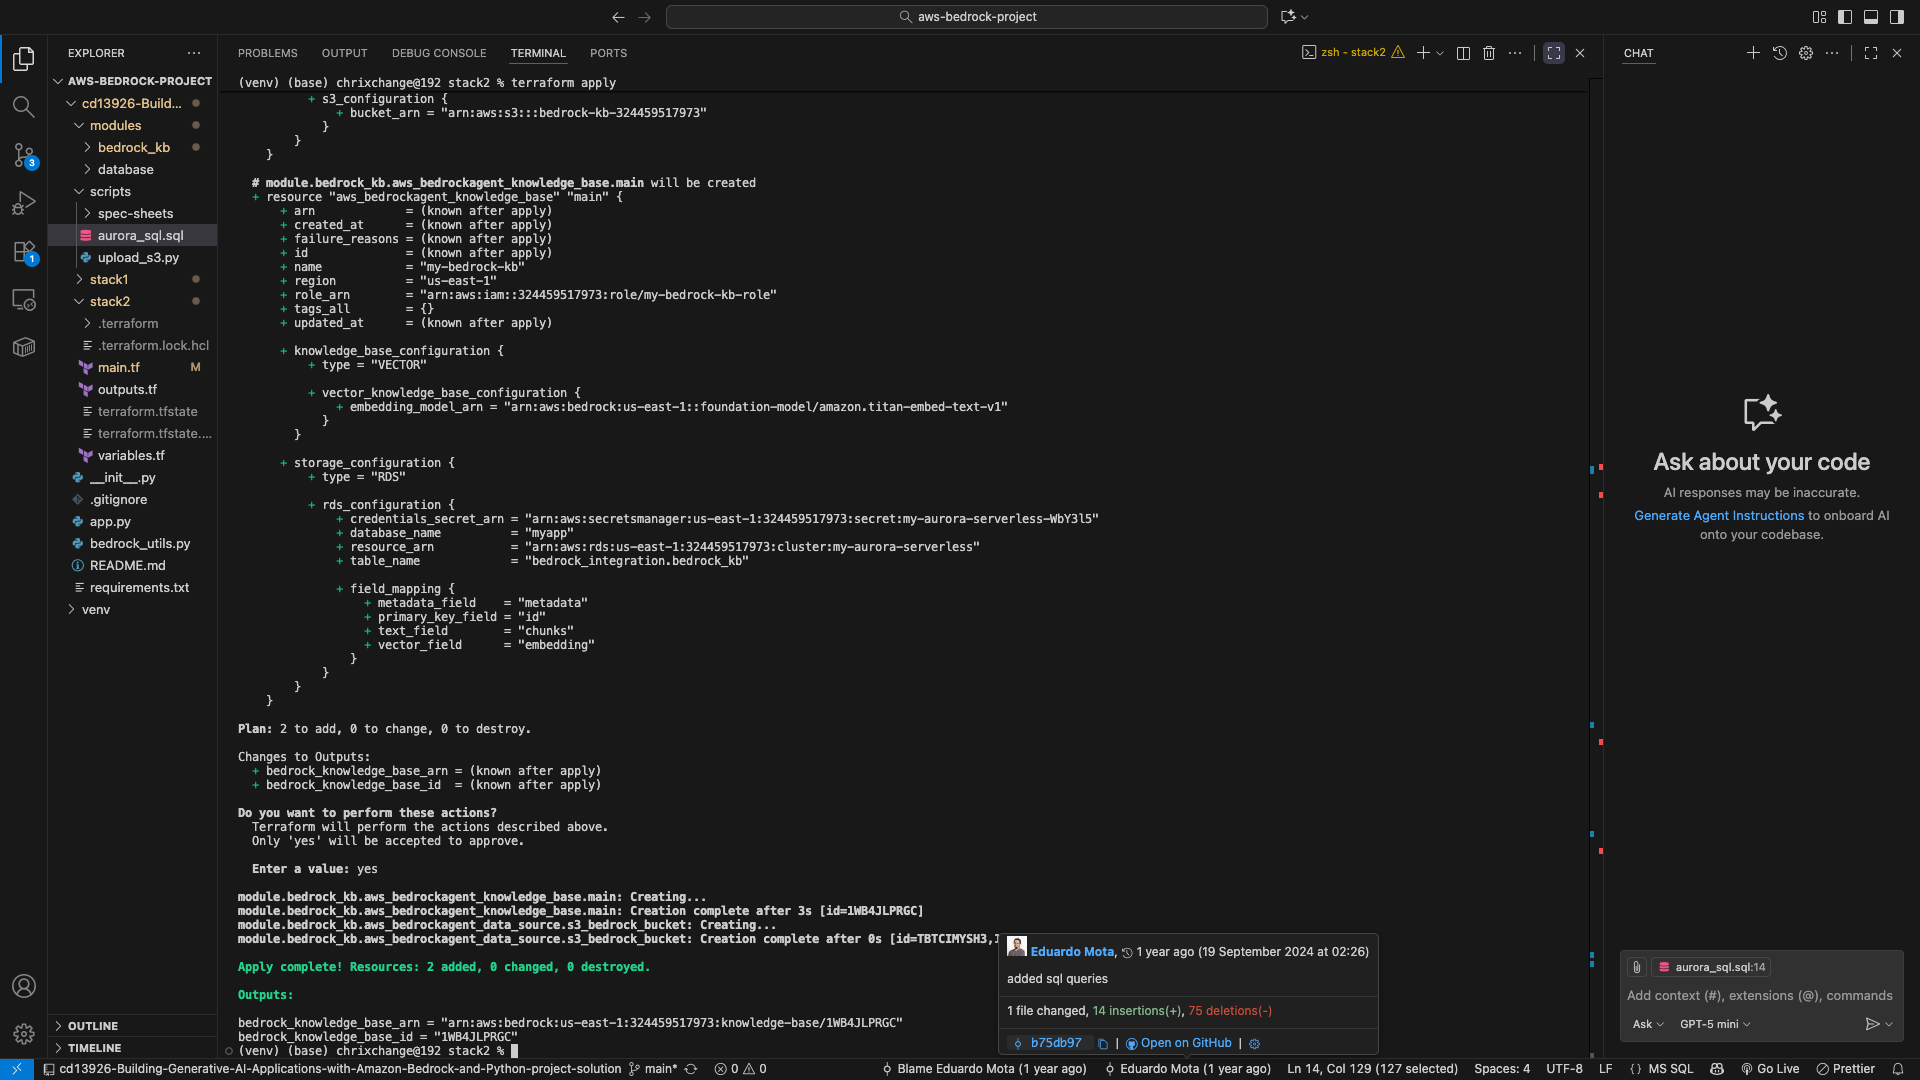 aws-bedrock-project
EXPLORER
AWS-BEDROCK-PROJECT
cd13926-Build...
modules
bedrock_kb
database
scripts
spec-sheets
aurora_sql.sql
upload_s3.py
stack1
stack2
.terraform
.terraform.lock.hcl
main.tf M
outputs.tf
terraform.tfstate
terraform.tfstate....
variables.tf
__init__.py
.gitignore
app.py
bedrock_utils.py
README.md
requirements.txt
venv
OUTLINE
TIMELINE
3
1
PROBLEMS OUTPUT DEBUG CONSOLE TERMINAL PORTS
zsh - stack2
(venv) (base) chrixchange@192 stack2 % terraform apply
+ s3_configuration {
+ bucket_arn = "arn:aws:s3:::bedrock-kb-324459517973"
}
}
}
# module.bedrock_kb.aws_bedrockagent_knowledge_base.main will be created
+ resource "aws_bedrockagent_knowledge_base" "main" {
+ arn = (known after apply)
+ created_at = (known after apply)
+ failure_reasons = (known after apply)
+ id = (known after apply)
+ name = "my-bedrock-kb"
+ region = "us-east-1"
+ role_arn = "arn:aws:iam::324459517973:role/my-bedrock-kb-role"
+ tags_all = {}
+ updated_at = (known after apply)
+ knowledge_base_configuration {
+ type = "VECTOR"
+ vector_knowledge_base_configuration {
+ embedding_model_arn = "arn:aws:bedrock:us-east-1::foundation-model/amazon.titan-embed-text-v1"
}
}
+ storage_configuration {
+ type = "RDS"
+ rds_configuration {
+ credentials_secret_arn = "arn:aws:secretsmanager:us-east-1:324459517973:secret:my-aurora-serverless-WbY3l5"
+ database_name = "myapp"
+ resource_arn = "arn:aws:rds:us-east-1:324459517973:cluster:my-aurora-serverless"
+ table_name = "bedrock_integration.bedrock_kb"
+ field_mapping {
+ metadata_field = "metadata"
+ primary_key_field = "id"
+ text_field = "chunks"
+ vector_field = "embedding"
}
}
}
}
Plan: 2 to add, 0 to change, 0 to destroy.
Changes to Outputs:
+ bedrock_knowledge_base_arn = (known after apply)
+ bedrock_knowledge_base_id = (known after apply)
Do you want to perform these actions?
Terraform will perform the actions described above.
Only 'yes' will be accepted to approve.
Enter a value: yes
module.bedrock_kb.aws_bedrockagent_knowledge_base.main: Creating...
module.bedrock_kb.aws_bedrockagent_knowledge_base.main: Creation complete after 3s [id=1WB4JLPRGC]
module.bedrock_kb.aws_bedrockagent_data_source.s3_bedrock_bucket: Creating...
module.bedrock_kb.aws_bedrockagent_data_source.s3_bedrock_bucket: Creation complete after 0s [id=TBTCIMYSH3,
Apply complete! Resources: 2 added, 0 changed, 0 destroyed.
Outputs:
bedrock_knowledge_base_arn = "arn:aws:bedrock:us-east-1:324459517973:knowledge-base/1WB4JLPRGC"
bedrock_knowledge_base_id = "1WB4JLPRGC"
(venv) (base) chrixchange@192 stack2 %
Eduardo Mota, 1 year ago (19 September 2024 at 02:26)
added sql queries
1 file changed, 14 insertions(+), 75 deletions(-)
b75db97 | Open on GitHub |
CHAT
Ask about your code
AI responses may be inaccurate.
Generate Agent Instructions to onboard AI
onto your codebase.
aurora_sql.sql:14
Add context (#), extensions (@), commands
Ask GPT-5 mini
cd13926-Building-Generative-AI-Applications-with-Amazon-Bedrock-and-Python-project-solution main* 0 0 Blame Eduardo Mota (1 year ago) Eduardo Mota (1 year ago) Ln 14, Col 129 (127 selected) Spaces: 4 UTF-8 LF {} MS SQL Go Live Prettier